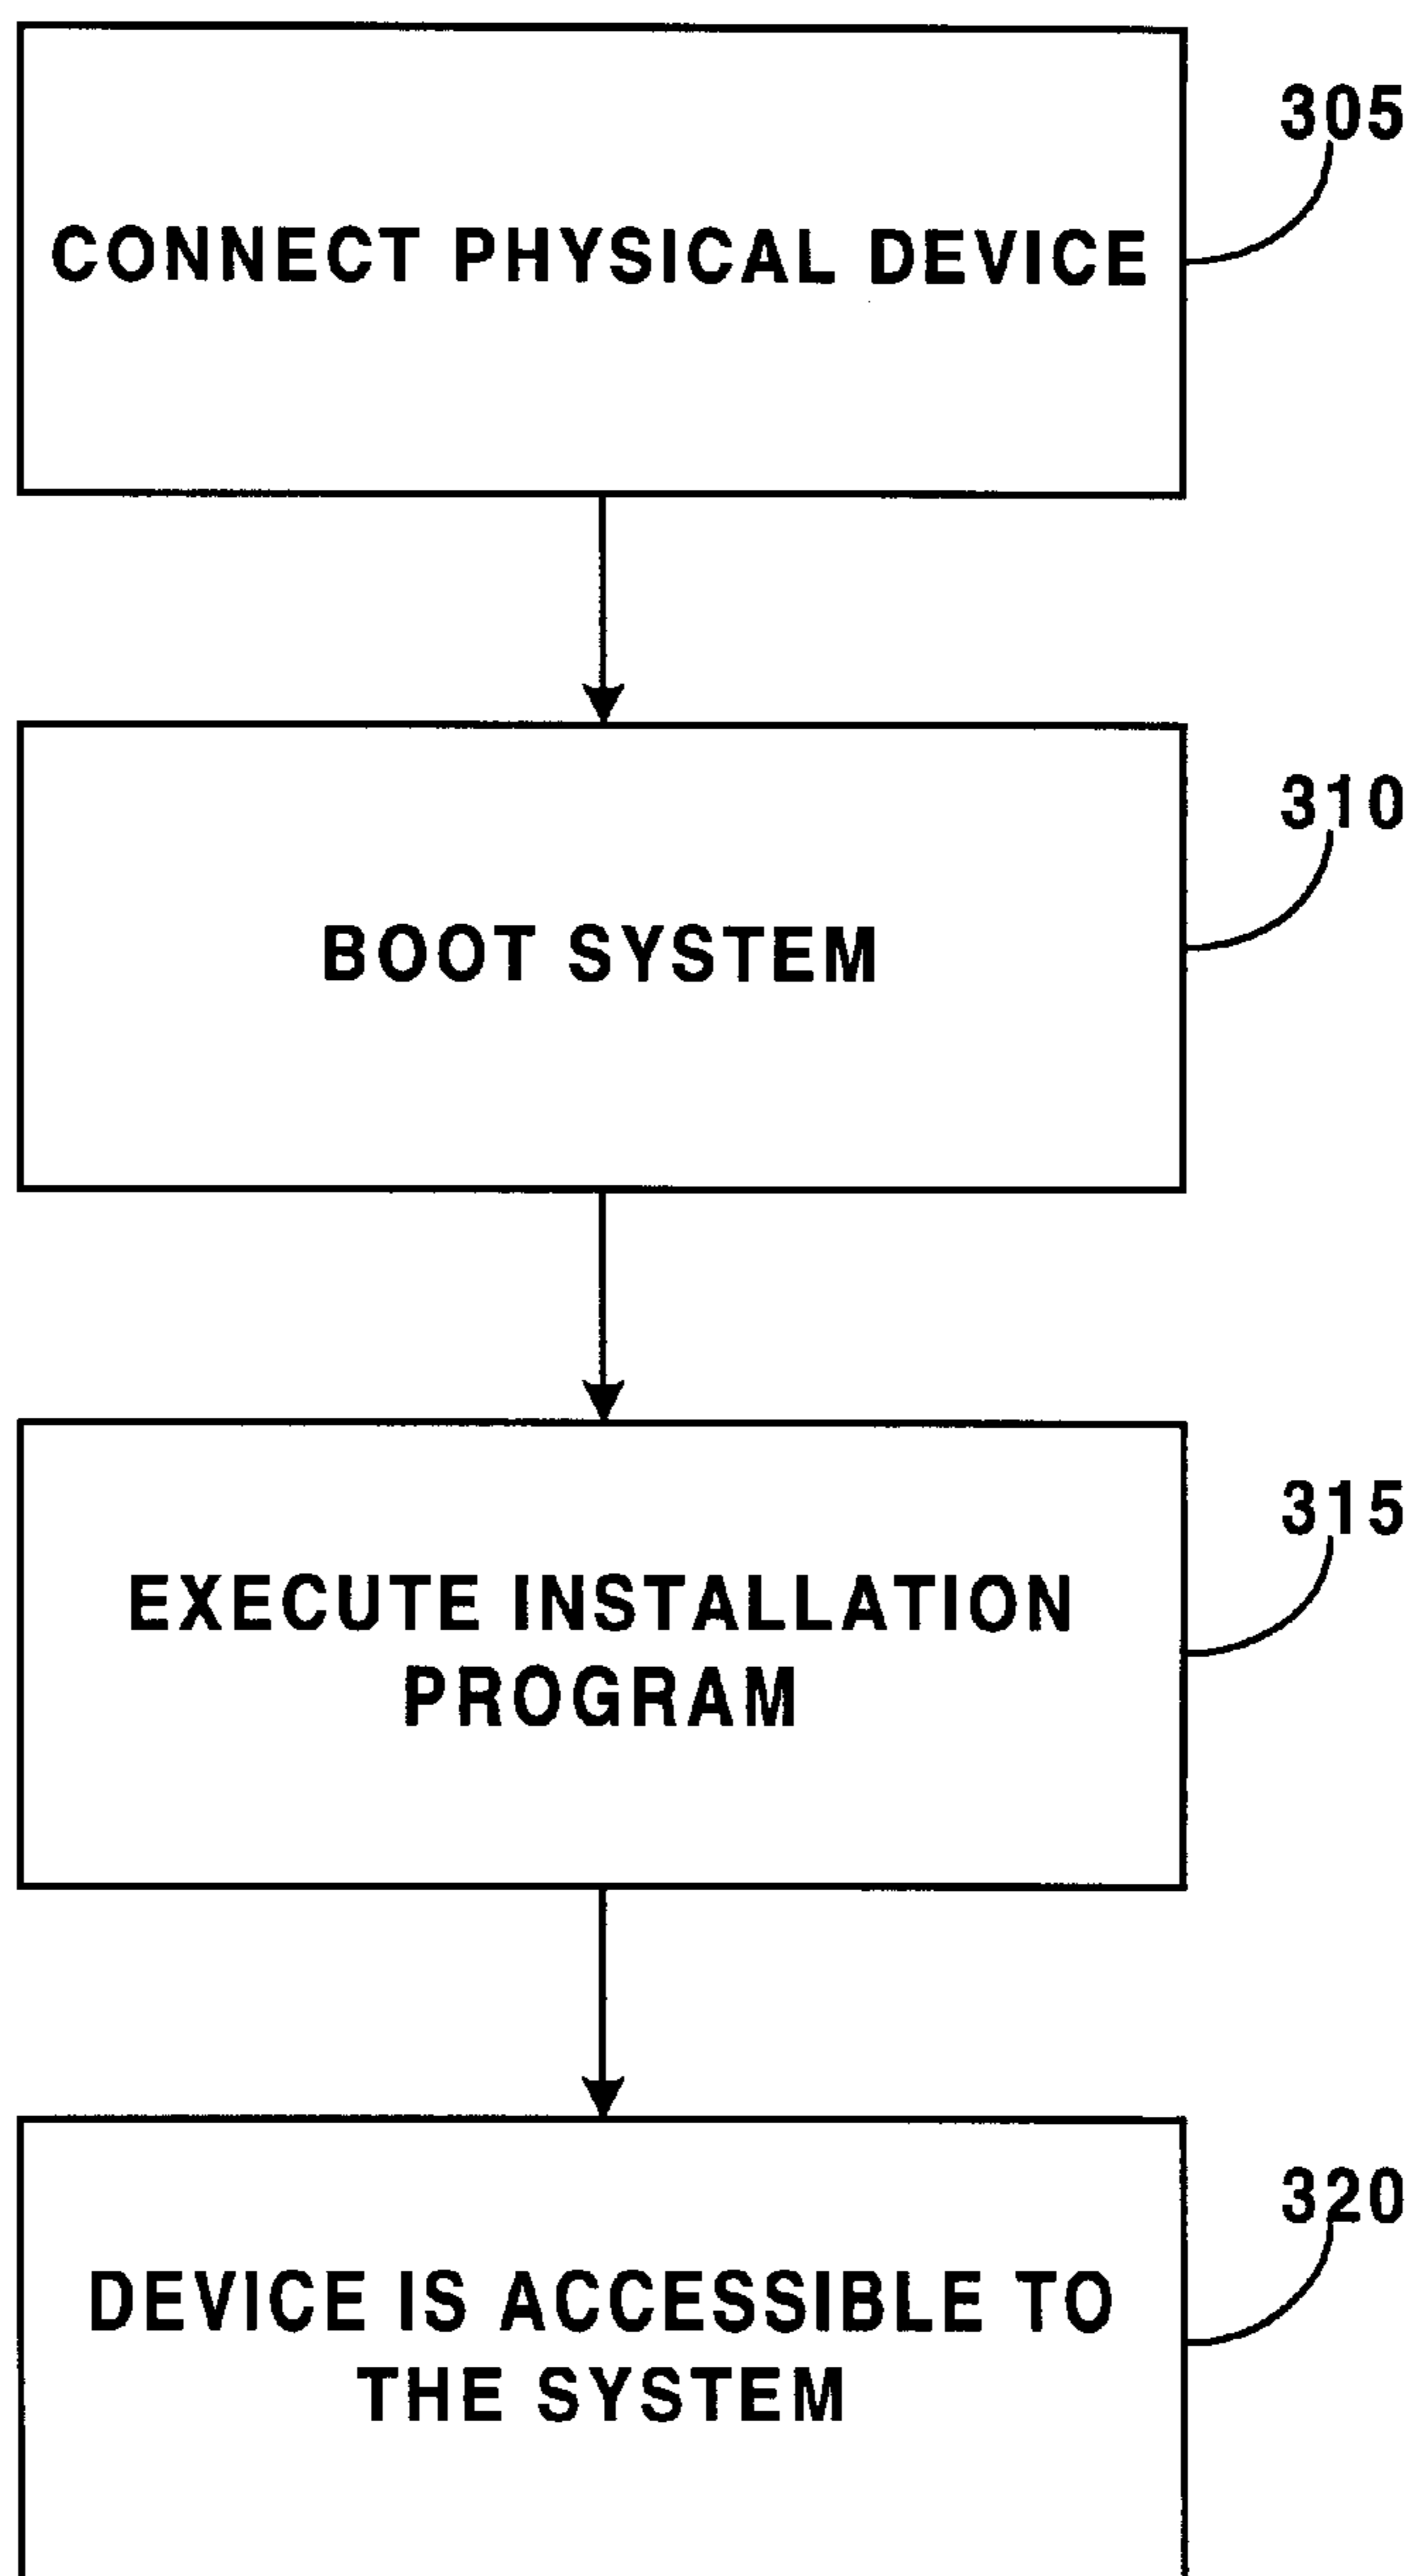 305
CONNECT PHYSICAL DEVICE
310
BOOT SYSTEM
315
EXECUTE INSTALLATION
PROGRAM
320
DEVICE IS ACCESSIBLE TO
THE SYSTEM